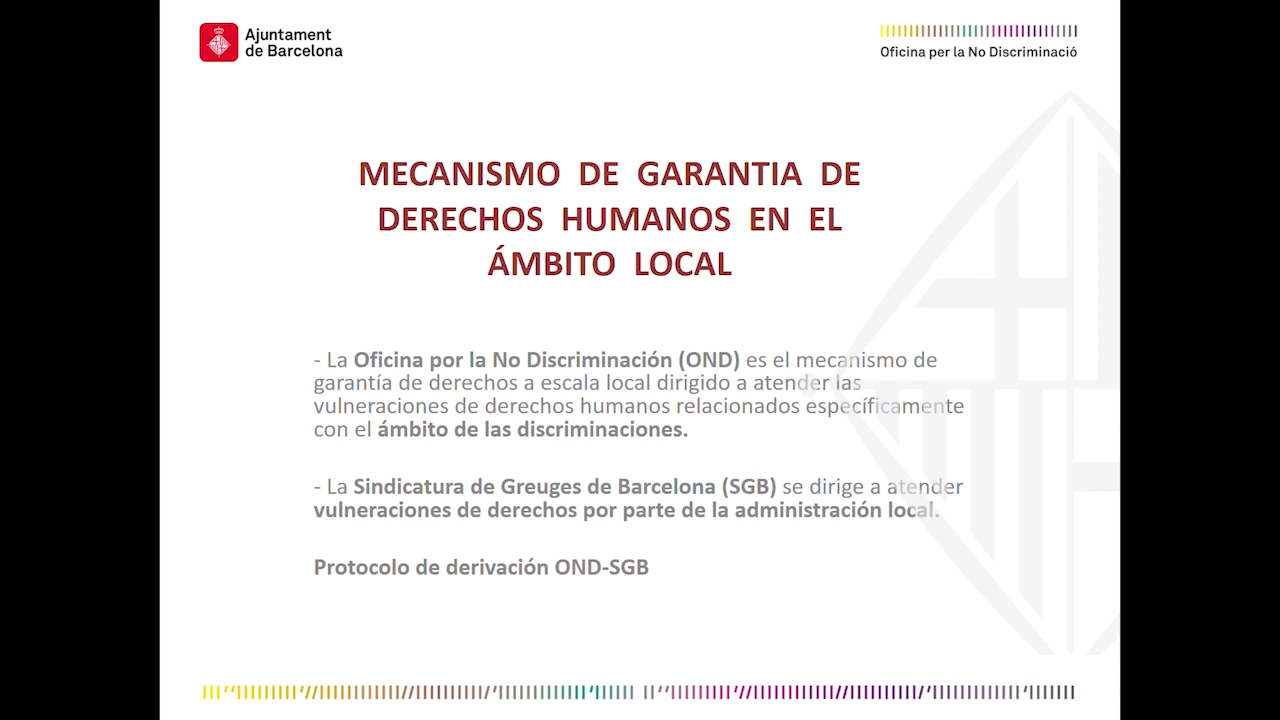 Ajuntament
de Barcelona
Oficina per la No Discriminació
MECANISMO DE GARANTIA DE
DERECHOS HUMANOS EN EL
ÁMBITO LOCAL
- La Oficina por la No Discriminación (OND) es el mecanismo de
garantía de derechos a escala local dirigido a atender las
vulneraciones de derechos humanos relacionados específicamente
con el ámbito de las discriminaciones.
- La Sindicatura de Greuges de Barcelona (SGB) se dirige a atender
vulneraciones de derechos por parte de la administración local.
Protocolo de derivación OND-SGB